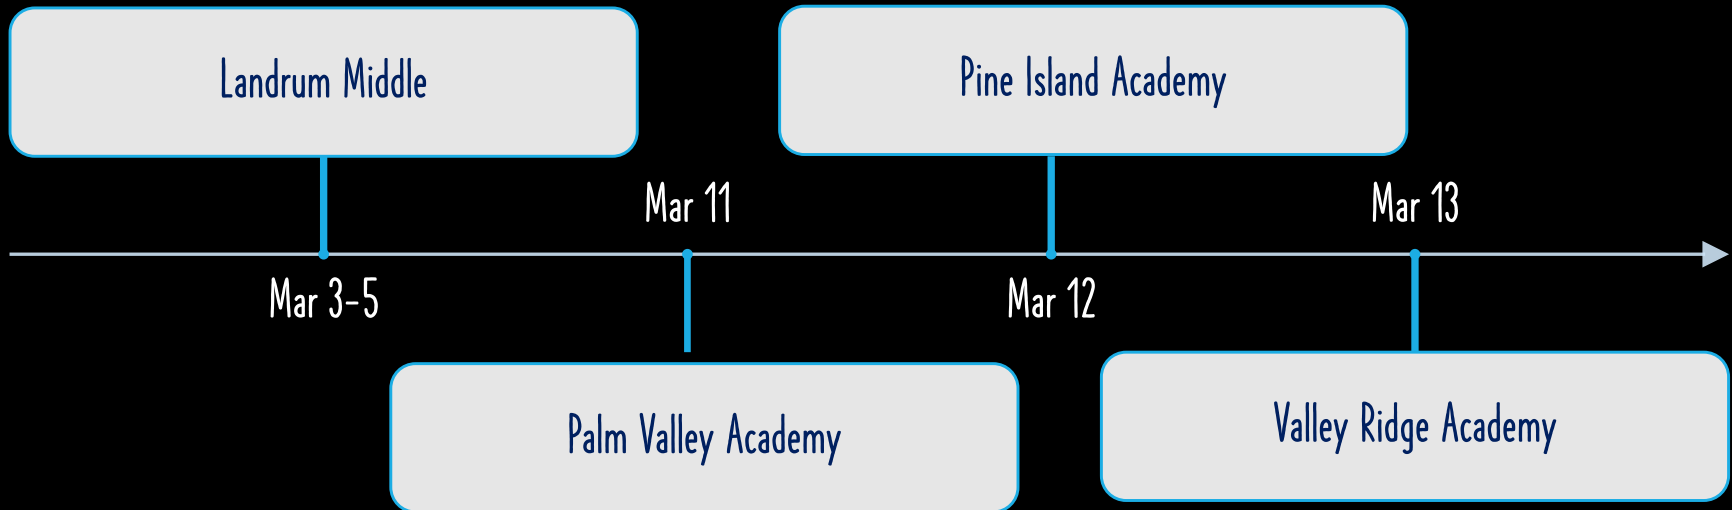 Landrum Middle
Mar 3-5
Mar 11
Palm Valley Academy
Pine Island Academy
Mar 12
Mar 13
Valley Ridge Academy